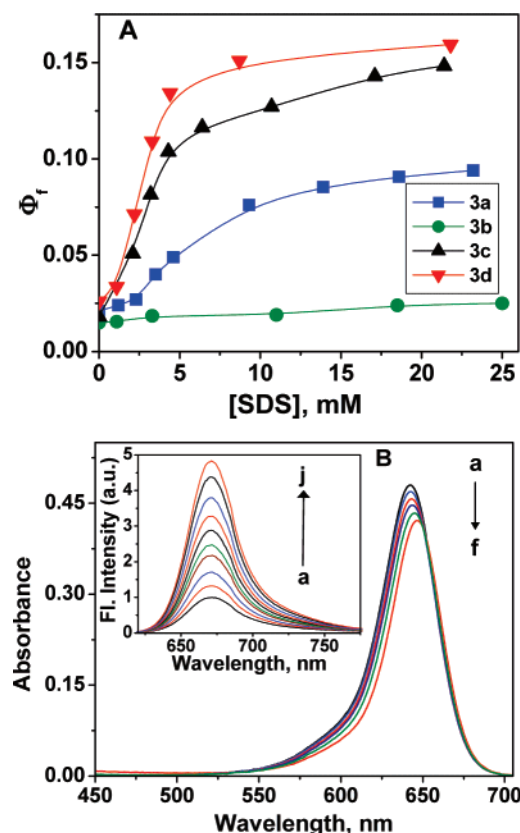 A
Φf
0.15
0.10
0.05
0.00
3a
3b
3c
3d
0 5 10 15 20 25
[SDS], mM
B
Absorbance
0.45
0.30
0.15
0.00
a
f
Fl. Intensity (a.u.)
5
4
3
2
1
0
j
a
650 700 750
Wavelength, nm
450 500 550 600 650 700
Wavelength, nm